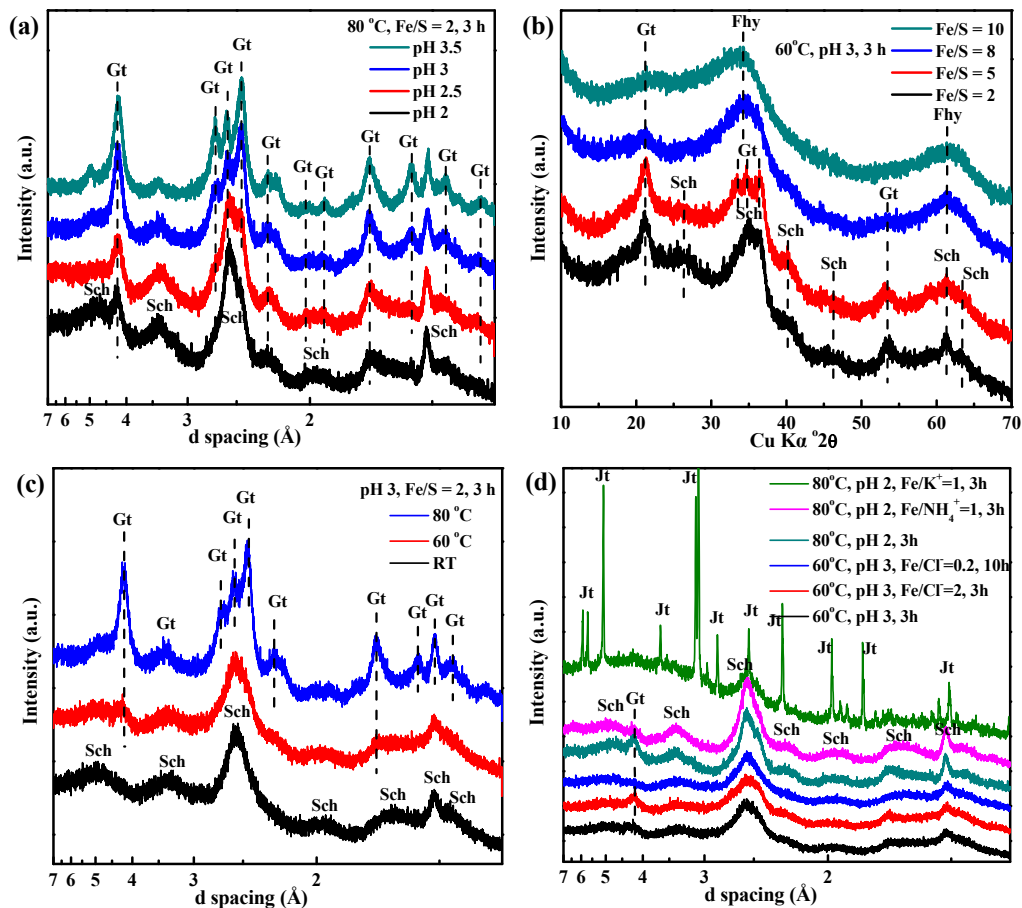 (a)
80 °C, Fe/S = 2, 3 h
pH 3.5
pH 3
pH 2.5
pH 2
Gt
Gt
Gt
Gt
Gt
Gt
Gt
Gt
Gt
Gt
Gt
Sch
Sch
Sch
Sch
Sch
Intensity (a.u.)
7 6 5 4 3 2
d spacing (Å)
(b)
60°C, pH 3, 3 h
Fe/S = 10
Fe/S = 8
Fe/S = 5
Fe/S = 2
Gt
Fhy
Fhy
Gt
Sch
Sch
Sch
Sch
Sch
Intensity (a.u.)
10 20 30 40 50 60 70
Cu Kα °2θ
(c)
pH 3, Fe/S = 2, 3 h
80 °C
60 °C
RT
Gt
Gt
Gt
Gt
Gt
Gt
Gt
Gt
Gt
Sch
Sch
Sch
Sch
Sch
Sch
Sch
Intensity (a.u.)
7 6 5 4 3 2
d spacing (Å)
(d)
80°C, pH 2, Fe/K⁺=1, 3h
80°C, pH 2, Fe/NH₄⁺=1, 3h
80°C, pH 2, 3h
60°C, pH 3, Fe/Cl⁻=0.2, 10h
60°C, pH 3, Fe/Cl⁻=2, 3h
60°C, pH 3, 3h
Jt
Jt
Jt
Jt
Jt
Jt
Jt
Jt
Jt
Jt
Sch
Gt
Sch
Sch
Sch
Sch
Sch
Sch
Intensity (a.u.)
7 6 5 4 3 2
d spacing (Å)